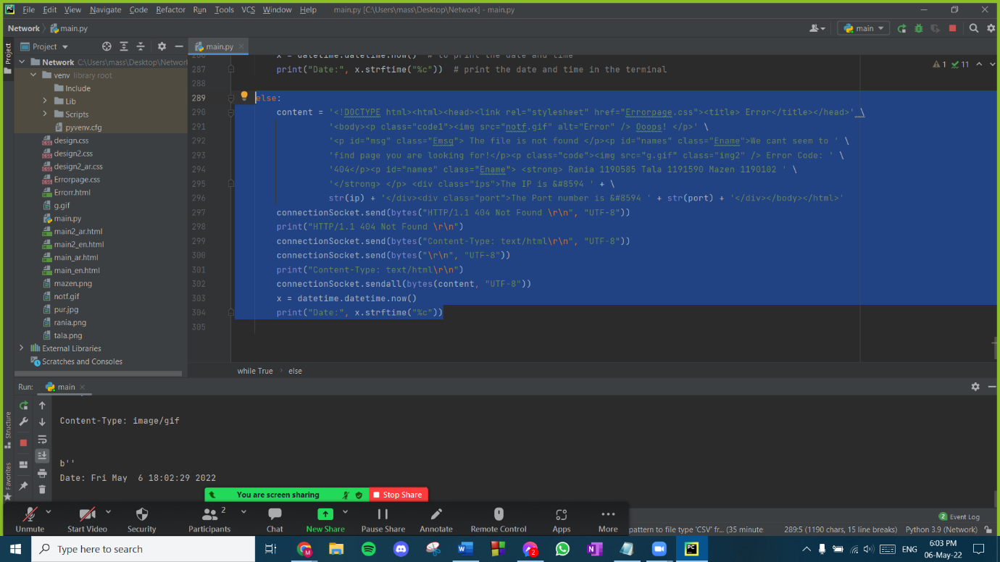 File Edit View Navigate Code Refactor Run Tools VCS Window Help main.py [C:\Users\mass\Desktop\Network] - main.py
Network main.py main
Project main.py
Project
Network C:\Users\mass\Desktop\Network
venv library root
Include
Lib
Scripts
pyvenv.cfg
design.css
design2.css
design2_ar.css
Errorpage.css
Errorr.html
g.gif
main.py
main2_ar.html
main2_en.html
main_ar.html
main_en.html
mazen.png
notf.gif
pur.jpg
rania.png
tala.png
External Libraries
Scratches and Consoles
1 11
286 x = datetime.datetime.now() # to print the date and time
287 print("Date:", x.strftime("%c")) # print the date and time in the terminal
288
289 else:
290 content = '<!DOCTYPE html><html><head><link rel="stylesheet" href="Errorpage.css"><title> Error</title></head>' \
291 '<body><p class="code1"><img src="notf.gif" alt="Error" /> Ooops! </p>' \
292 '<p id="msg" class="Emsg"> The file is not found </p><p id="names" class="Ename">We cant seem to ' \
293 'find page you are looking for!</p><p class="code"><img src="g.gif" class="img2" /> Error Code: ' \
294 '404</p><p id="names" class="Ename"> <strong> Rania 1190585 Tala 1191590 Mazen 1190102 ' \
295 '</strong> </p> <div class="ips">The IP is &#8594 ' + \
296 str(ip) + '</div><div class="port">The Port number is &#8594 ' + str(port) + '</div></body></html>'
297 connectionSocket.send(bytes("HTTP/1.1 404 Not Found \r\n", "UTF-8"))
298 print("HTTP/1.1 404 Not Found \r\n")
299 connectionSocket.send(bytes("Content-Type: text/html\r\n", "UTF-8"))
300 connectionSocket.send(bytes("\r\n", "UTF-8"))
301 print("Content-Type: text/html\r\n")
302 connectionSocket.sendall(bytes(content, "UTF-8"))
303 x = datetime.datetime.now()
304 print("Date:", x.strftime("%c"))
305
while True › else
Run: main
Structure
Favorites
Content-Type: image/gif
b''
Date: Fri May  6 18:02:29 2022
You are screen sharing Stop Share
2
Unmute Start Video Security Participants Chat New Share Pause Share Annotate Remote Control Apps More
Event Log
2
pattern to file type 'CSV' fr... (35 minute 289:5 (1190 chars, 15 line breaks) Python 3.9 (Network)
Type here to search
2
ENG
6:03 PM
06-May-22